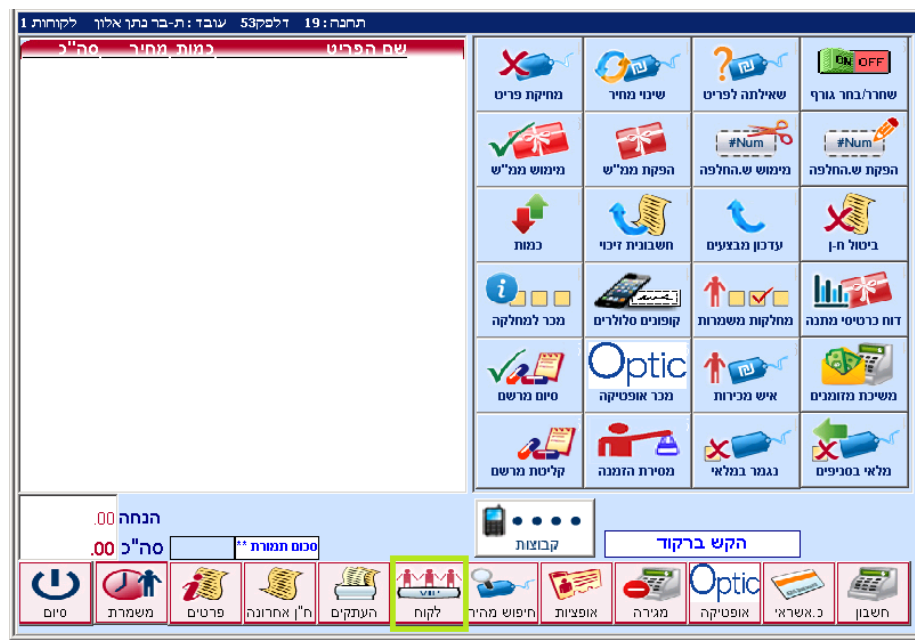 תחנה: 19 דלפק53 עובד: ת-בר נתן אלון לקוחות 1
שם הפריט כמות מחיר סה"כ
ON OFF
שחרר/בחר גורף שאילתה לפריט שינוי מחיר מחיקת פריט
#Num #Num
הפקת ש.החלפה מימוש ש.החלפה הפקת ממ"ש מימוש ממ"ש
ביטול ח-ן עדכון מבצעים חשבונית זיכוי כמות
דוח כרטיסי מתנה מחלקות משמרות קופונים סלולרים מכר למחלקה
Optic
משיכת מזומנים איש מכירות מכר אופטיקה סיום מרשם
מלאי בסניפים נגמר במלאי מסירת הזמנה קליטת מרשם
הנחה .00
קבוצות
הקש ברקוד
סכום תמורת **
סה"כ .00
Optic
VIP
חשבון כ.אשראי אופטיקה מגירה אופציות חיפוש מהיר לקוח העתקים ח"ן אחרונה פרטים משמרת סיום